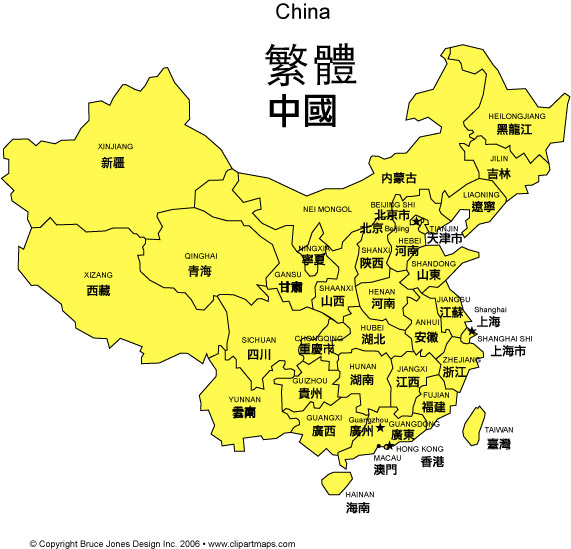 China
繁體
中國
HEILONGJIANG
黑龍江
XINJIANG
新疆
JILIN
吉林
内蒙古
LIAONING
遼寧
BEIJING SHI
北京市
NEI MONGOL
北京 Beijing
TIANJIN
天津市
HEBEI
河南
NINGXIA
寧夏
SHANXI
陝西
QINGHAI
青海
SHANDONG
山東
XIZANG
西藏
GANSU
甘肅
SHAANXI
山西
HENAN
河南
JIANGSU
江蘇
Shanghai
上海
ANHUI
安徽
HUBEI
湖北
SHANGHAI SHI
上海市
SICHUAN
四川
CHONGQING
重慶市
ZHEJIANG
浙江
HUNAN
湖南
JIANGXI
江西
GUIZHOU
貴州
YUNNAN
雲南
FUJIAN
福建
GUANGXI
廣西
Guangzhou
廣州
GUANGDONG
廣東
TAIWAN
臺灣
HONG KONG
香港
MACAU
澳門
HAINAN
海南
© Copyright Bruce Jones Design Inc. 2006 • www.clipartmaps.com